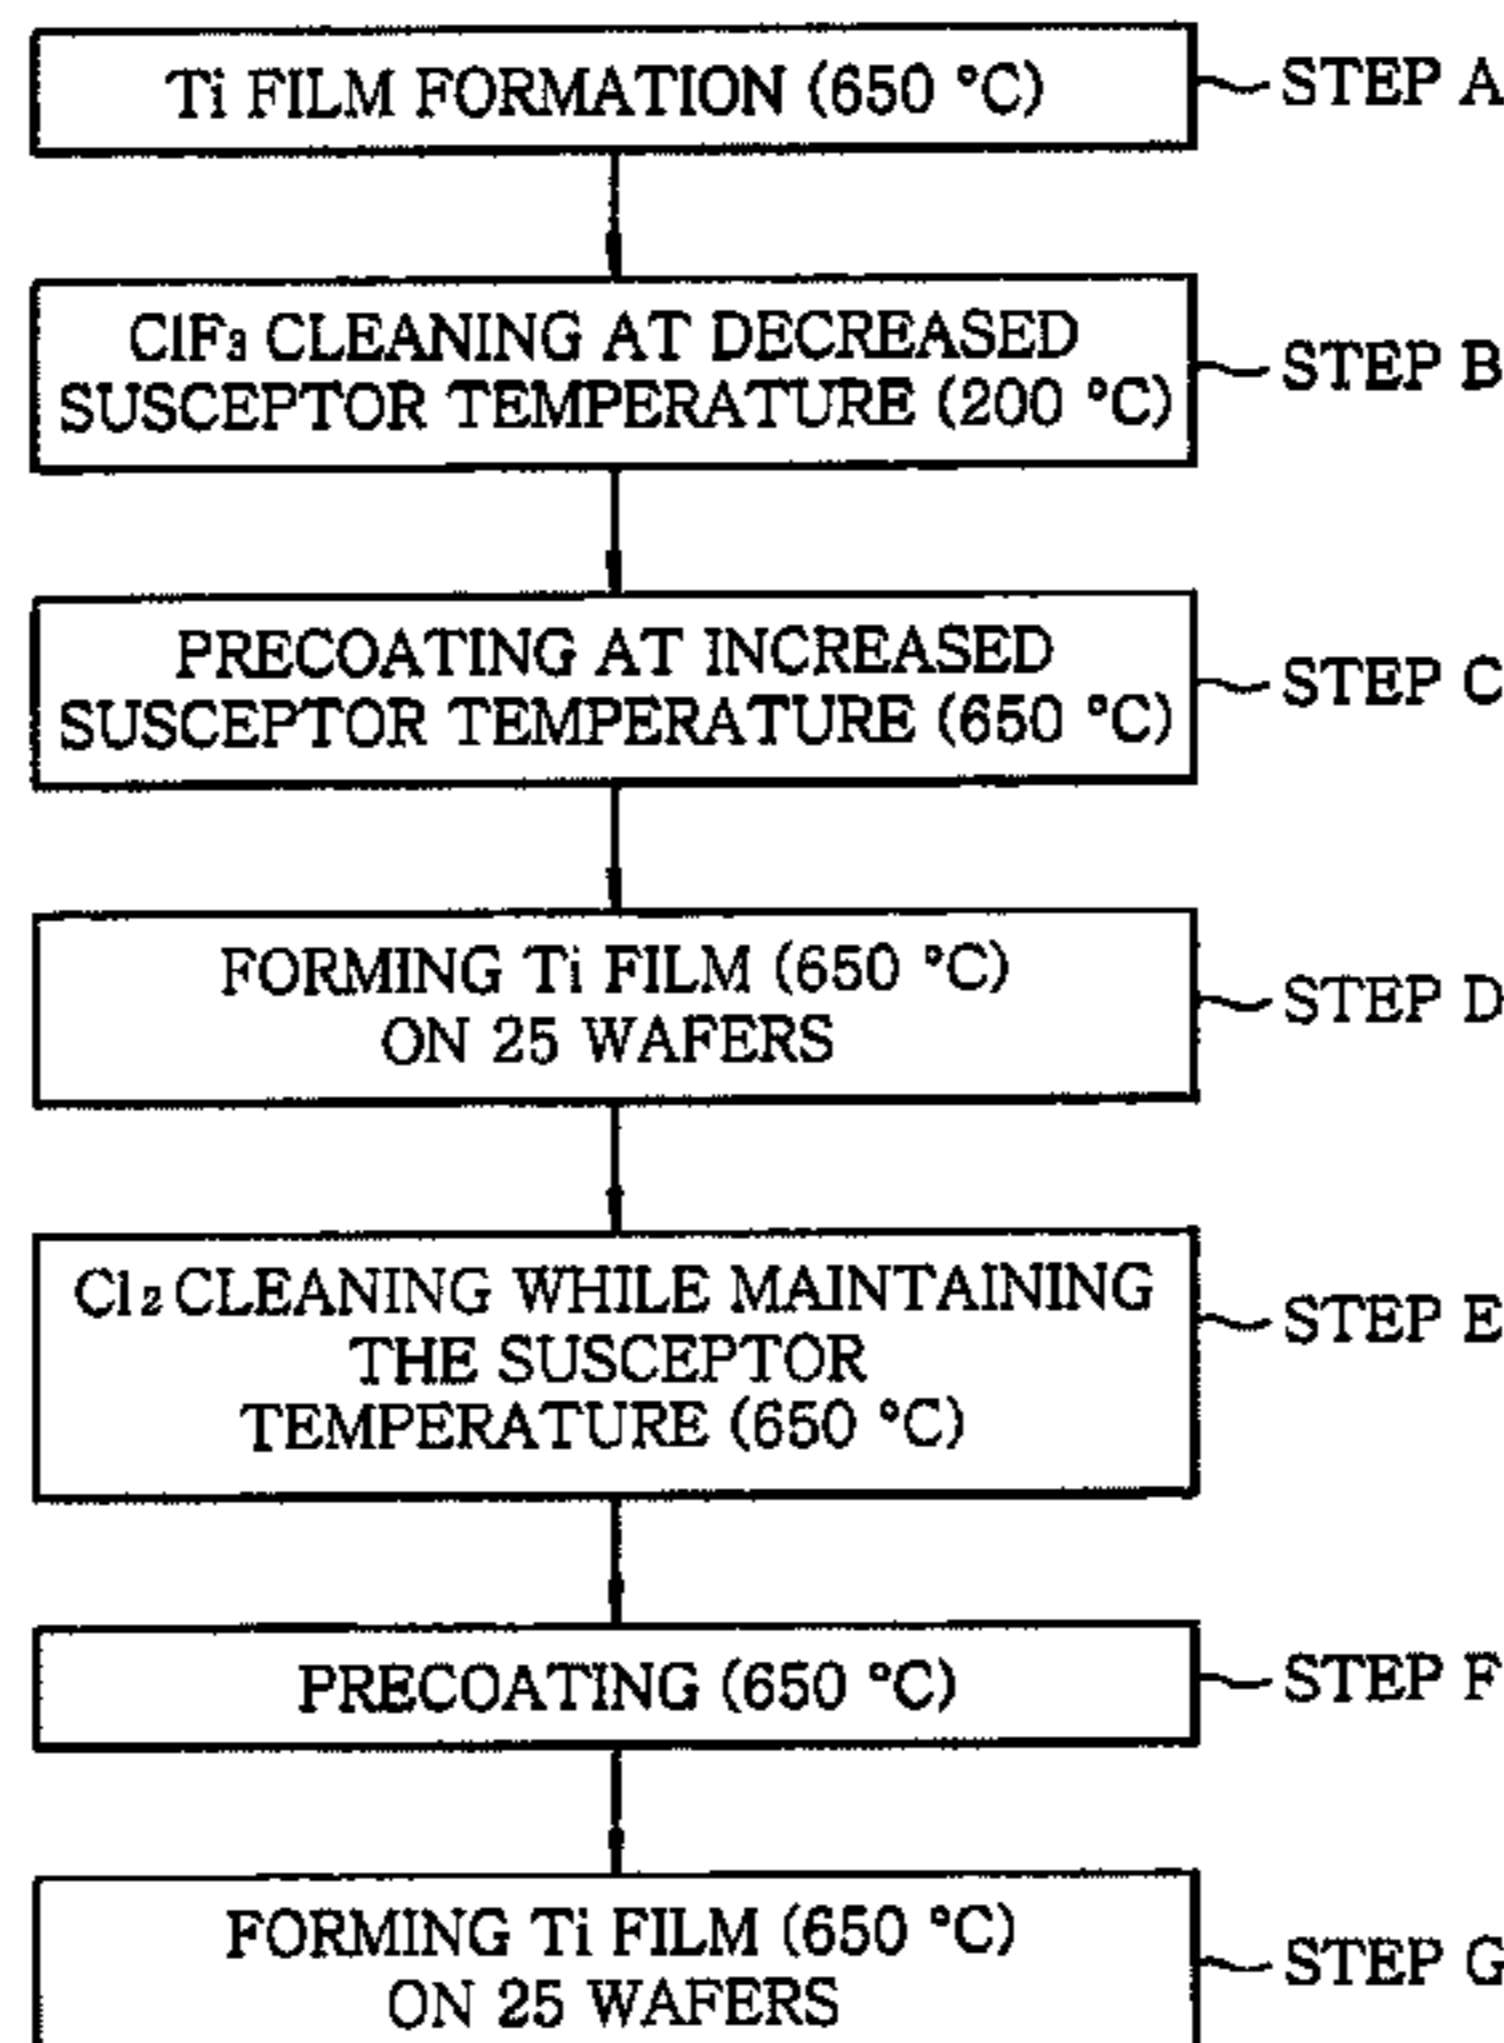 Ti FILM FORMATION (650 °C)
STEP A
ClF₃ CLEANING AT DECREASED
SUSCEPTOR TEMPERATURE (200 °C)
STEP B
PRECOATING AT INCREASED
SUSCEPTOR TEMPERATURE (650 °C)
STEP C
FORMING Ti FILM (650 °C)
ON 25 WAFERS
STEP D
Cl₂ CLEANING WHILE MAINTAINING
THE SUSCEPTOR
TEMPERATURE (650 °C)
STEP E
PRECOATING (650 °C)
STEP F
FORMING Ti FILM (650 °C)
ON 25 WAFERS
STEP G